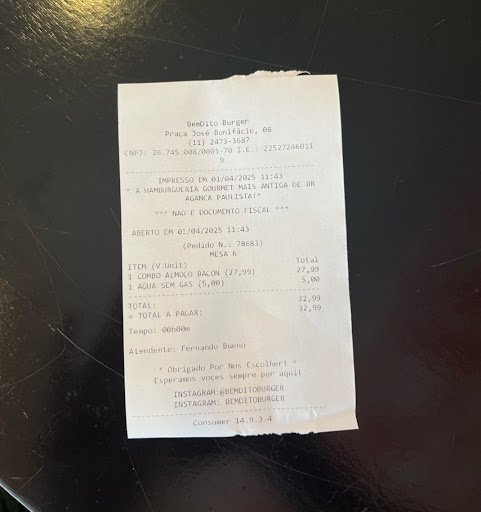 BemDito Burger
Praça José Bonifácio, 08
(11) 2473-3687
CNPJ: 26.745.008/0001-70 I.E.: 22527246011
9
IMPRESSO EM 01/04/2025 11:43
" A HAMBURGUERIA GOURMET MAIS ANTIGA DE BR
AGANCA PAULISTA!"
*** NAO E DOCUMENTO FISCAL ***
ABERTO EM 01/04/2025 11:43
(Pedido N.: 78683)
MESA 6
ITEM (V.Unit) Total
1 COMBO ALMOÇO BACON (27,99) 27,99
1 AGUA SEM GAS (5,00) 5,00
TOTAL: 32,99
= TOTAL A PAGAR: 32,99
Tempo: 00h00m
Atendente: Fernando Bueno
* Obrigado Por Nos Escolher! *
Esperamos voces sempre por aqui!
INSTAGRAM:@BEMDITOBURGER
INSTAGRAM: BEMDITOBURGER
Consumer 14.9.3.4